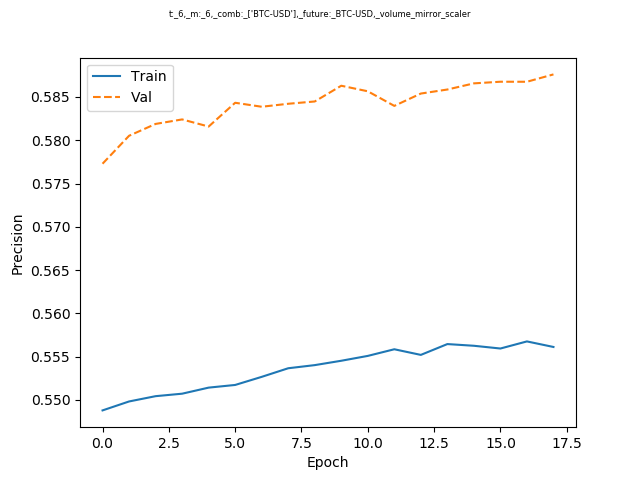 t:_6,_m:_6,_comb:_['BTC-USD'],_future:_BTC-USD,_volume_mirror_scaler
Train
Val
0.585
0.580
0.575
0.570
0.565
0.560
0.555
0.550
Precision
0.0 2.5 5.0 7.5 10.0 12.5 15.0 17.5
Epoch